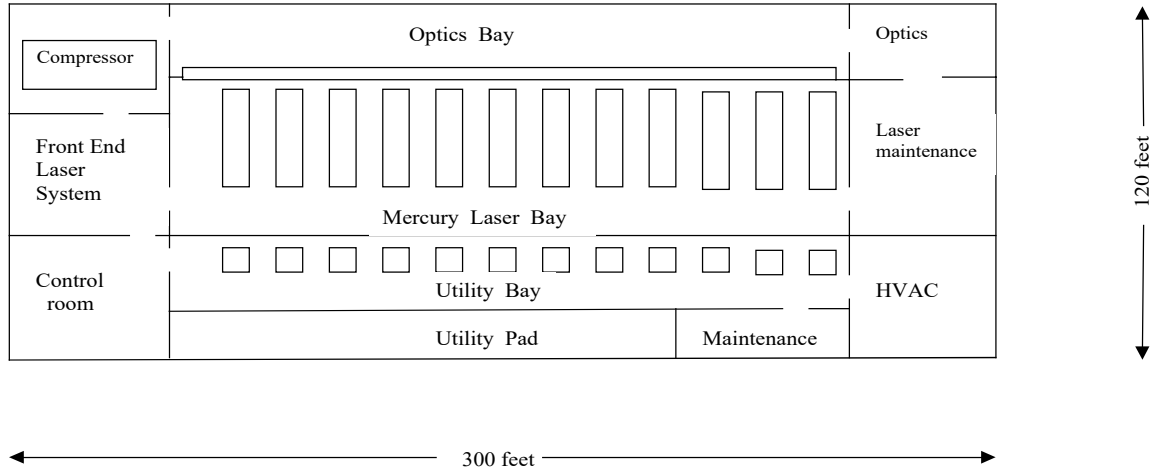 Optics Bay
Optics
Compressor
Front End
Laser
System
Laser
maintenance
Mercury Laser Bay
Control
room
Utility Bay
HVAC
Utility Pad
Maintenance
120 feet
300 feet